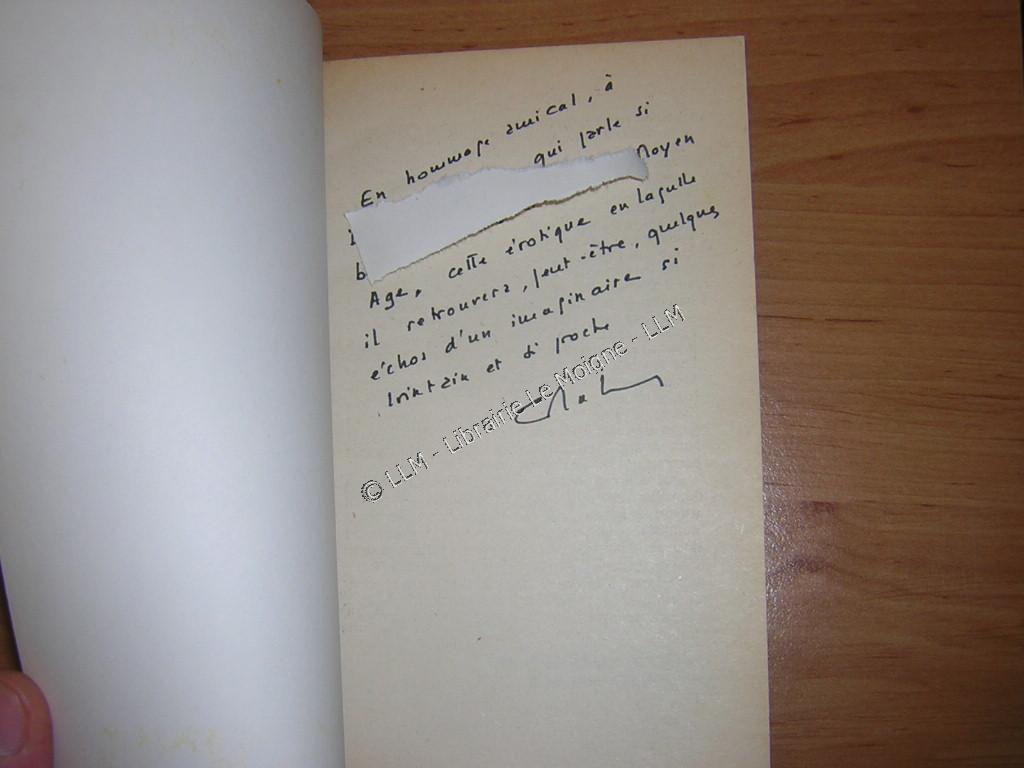 En hommage amical, à
qui parle si
Moyen
Age, cette érotique en laquelle
il retrouvera, peut-être, quelques
échos d'un imaginaire si
lointain et si proche
© LLM - Librairie Le Moigne - LLM